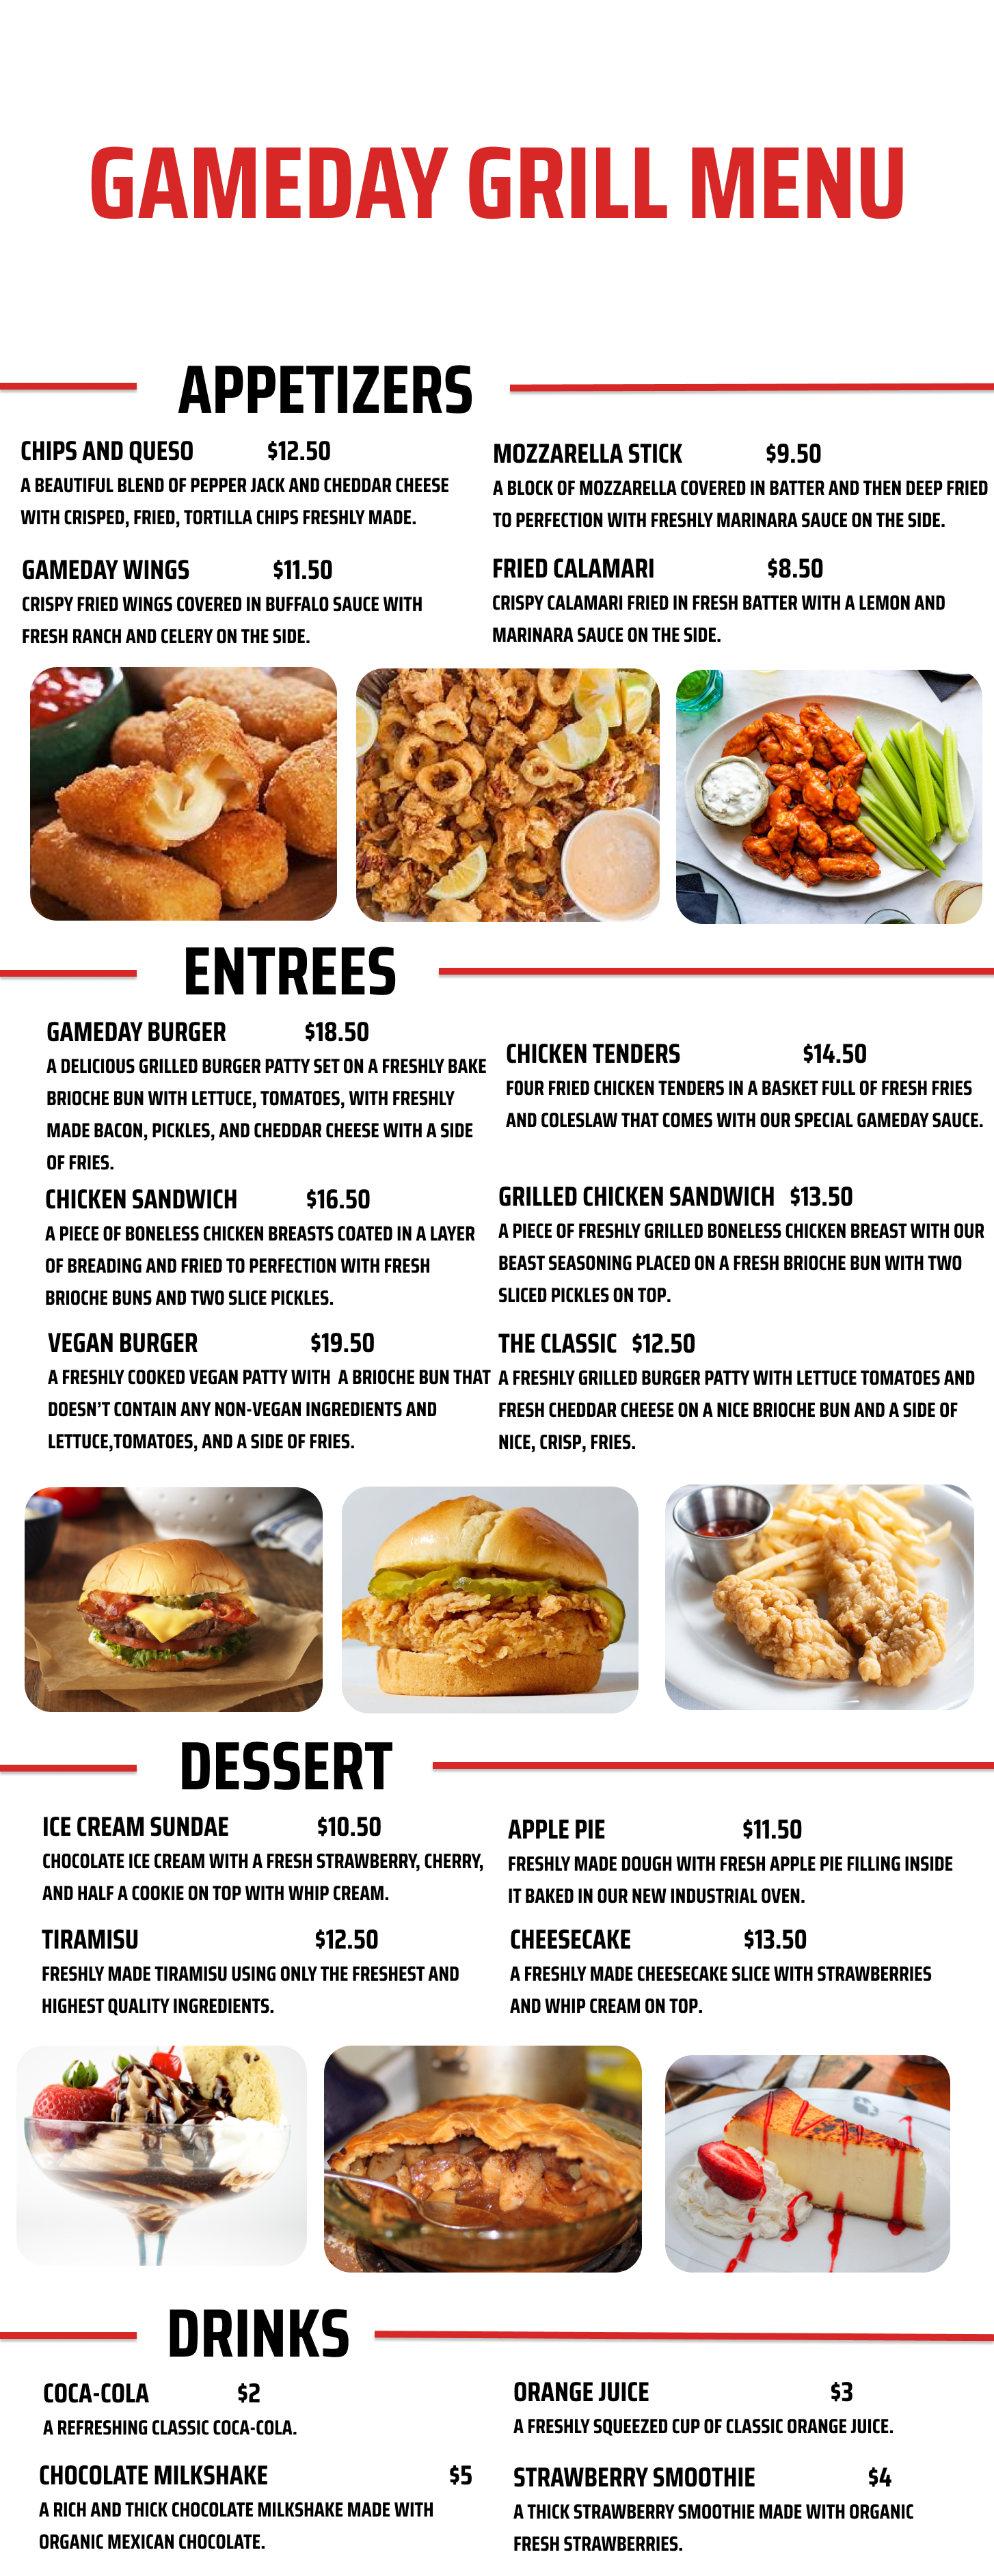 GAMEDAY GRILL MENU
APPETIZERS
CHIPS AND QUESO $12.50
A BEAUTIFUL BLEND OF PEPPER JACK AND CHEDDAR CHEESE
WITH CRISPED, FRIED, TORTILLA CHIPS FRESHLY MADE.
GAMEDAY WINGS $11.50
CRISPY FRIED WINGS COVERED IN BUFFALO SAUCE WITH
FRESH RANCH AND CELERY ON THE SIDE.
MOZZARELLA STICK $9.50
A BLOCK OF MOZZARELLA COVERED IN BATTER AND THEN DEEP FRIED
TO PERFECTION WITH FRESHLY MARINARA SAUCE ON THE SIDE.
FRIED CALAMARI $8.50
CRISPY CALAMARI FRIED IN FRESH BATTER WITH A LEMON AND
MARINARA SAUCE ON THE SIDE.
ENTREES
GAMEDAY BURGER $18.50
A DELICIOUS GRILLED BURGER PATTY SET ON A FRESHLY BAKE
BRIOCHE BUN WITH LETTUCE, TOMATOES, WITH FRESHLY
MADE BACON, PICKLES, AND CHEDDAR CHEESE WITH A SIDE
OF FRIES.
CHICKEN SANDWICH $16.50
A PIECE OF BONELESS CHICKEN BREASTS COATED IN A LAYER
OF BREADING AND FRIED TO PERFECTION WITH FRESH
BRIOCHE BUNS AND TWO SLICE PICKLES.
VEGAN BURGER $19.50
A FRESHLY COOKED VEGAN PATTY WITH A BRIOCHE BUN THAT
DOESN'T CONTAIN ANY NON-VEGAN INGREDIENTS AND
LETTUCE,TOMATOES, AND A SIDE OF FRIES.
CHICKEN TENDERS $14.50
FOUR FRIED CHICKEN TENDERS IN A BASKET FULL OF FRESH FRIES
AND COLESLAW THAT COMES WITH OUR SPECIAL GAMEDAY SAUCE.
GRILLED CHICKEN SANDWICH $13.50
A PIECE OF FRESHLY GRILLED BONELESS CHICKEN BREAST WITH OUR
BEAST SEASONING PLACED ON A FRESH BRIOCHE BUN WITH TWO
SLICED PICKLES ON TOP.
THE CLASSIC $12.50
A FRESHLY GRILLED BURGER PATTY WITH LETTUCE TOMATOES AND
FRESH CHEDDAR CHEESE ON A NICE BRIOCHE BUN AND A SIDE OF
NICE, CRISP, FRIES.
DESSERT
ICE CREAM SUNDAE $10.50
CHOCOLATE ICE CREAM WITH A FRESH STRAWBERRY, CHERRY,
AND HALF A COOKIE ON TOP WITH WHIP CREAM.
TIRAMISU $12.50
FRESHLY MADE TIRAMISU USING ONLY THE FRESHEST AND
HIGHEST QUALITY INGREDIENTS.
APPLE PIE $11.50
FRESHLY MADE DOUGH WITH FRESH APPLE PIE FILLING INSIDE
IT BAKED IN OUR NEW INDUSTRIAL OVEN.
CHEESECAKE $13.50
A FRESHLY MADE CHEESECAKE SLICE WITH STRAWBERRIES
AND WHIP CREAM ON TOP.
DRINKS
COCA-COLA $2
A REFRESHING CLASSIC COCA-COLA.
CHOCOLATE MILKSHAKE $5
A RICH AND THICK CHOCOLATE MILKSHAKE MADE WITH
ORGANIC MEXICAN CHOCOLATE.
ORANGE JUICE $3
A FRESHLY SQUEEZED CUP OF CLASSIC ORANGE JUICE.
STRAWBERRY SMOOTHIE $4
A THICK STRAWBERRY SMOOTHIE MADE WITH ORGANIC
FRESH STRAWBERRIES.